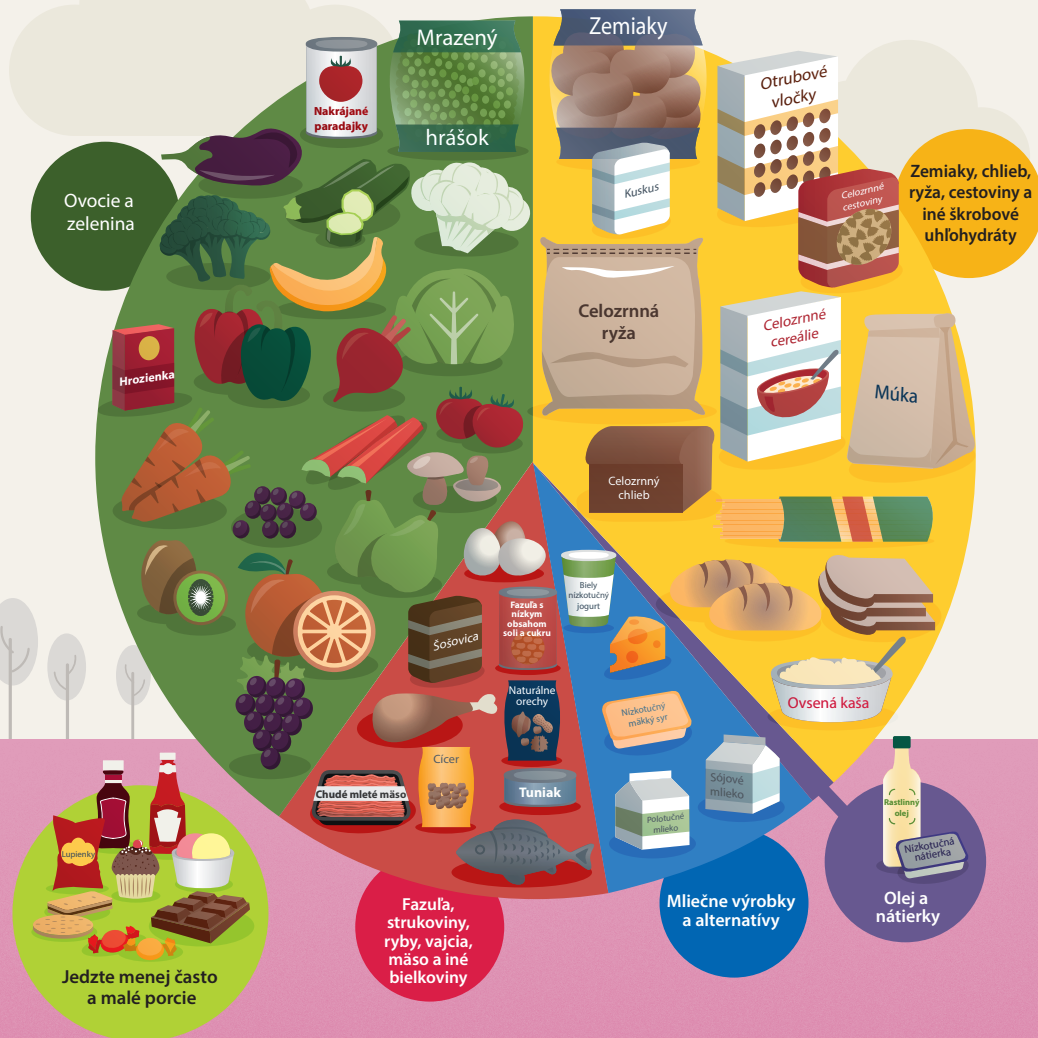 Nakrájané
paradajky
Mrazený
hrášok
Zemiaky
Otrubové
vločky
Kuskus
Celozrnné
cestoviny
Zemiaky, chlieb,
ryža, cestoviny a
iné škrobové
uhľohydráty
Ovocie a
zelenina
Celozrnná
ryža
Celozrnné
cereálie
Múka
Hrozienka
Celozrnný
chlieb
Biely
nízkotučný
jogurt
Fazuľa s
nízkym
obsahom
soli a cukru
Šošovica
Naturálne
orechy
Nízkotučný
mäkký syr
Ovsená kaša
Cícer
Chudé mleté mäso
Tuniak
Sójové
mlieko
Polotučné
mlieko
Rastlinný
olej
Nízkotučná
nátierka
Olej a
nátierky
Lupienky
Jedzte menej často
a malé porcie
Fazuľa,
strukoviny,
ryby, vajcia,
mäso a iné
bielkoviny
Mliečne výrobky
a alternatívy